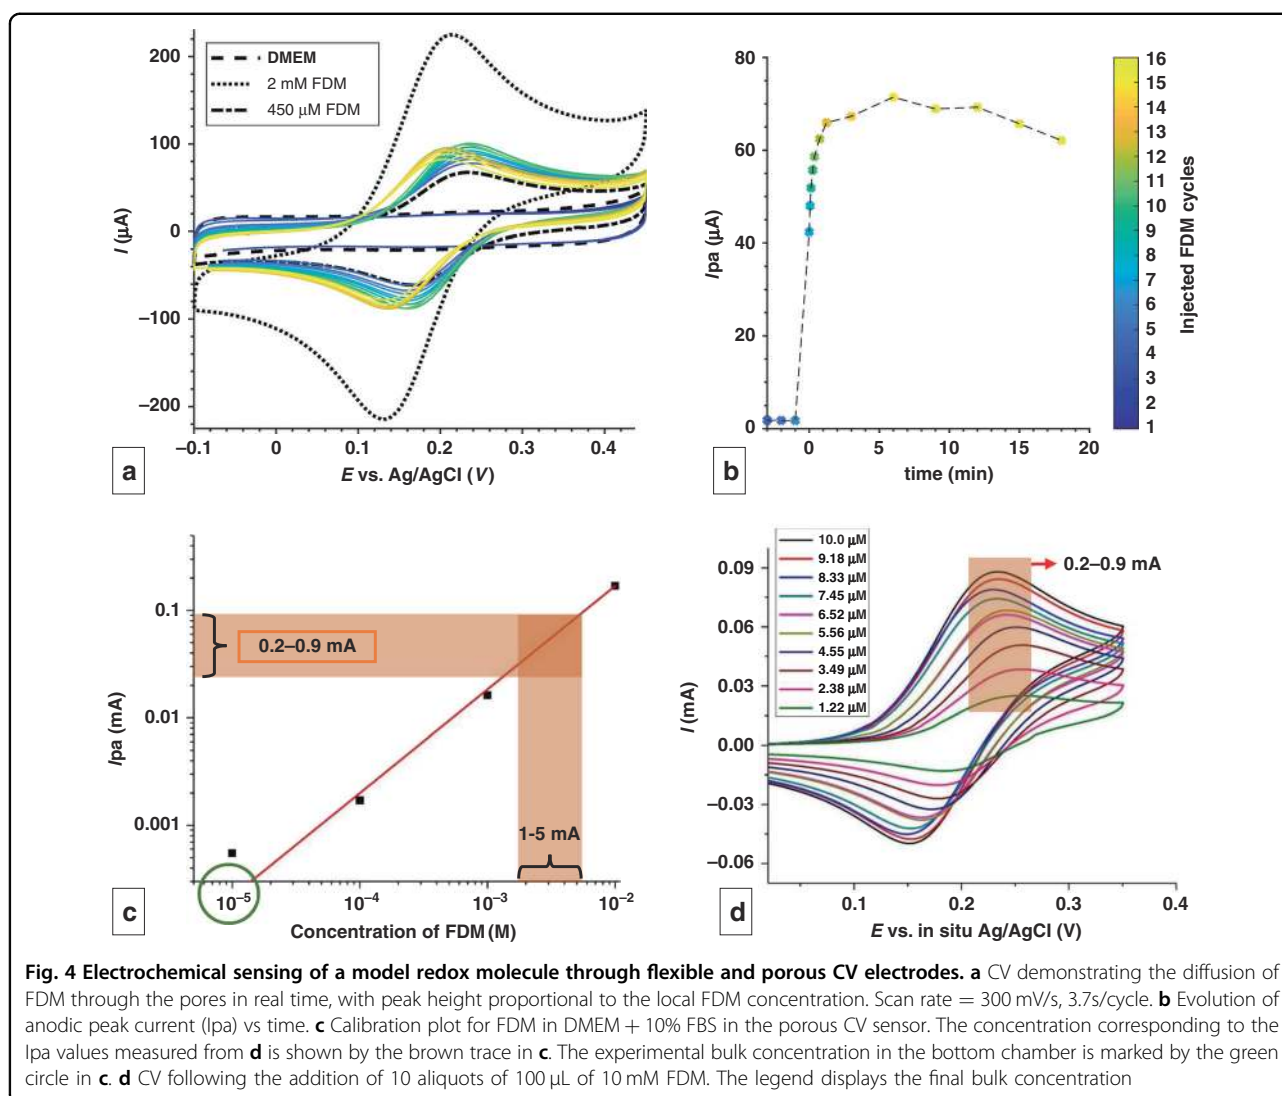 200
100
0
−100
−200
I (μA)
DMEM
2 mM FDM
450 μM FDM
−0.1
0
0.1
0.2
0.3
0.4
E vs. Ag/AgCl (V)
a
80
60
40
20
0
Ipa (μA)
0
5
10
15
20
time (min)
b
16
15
14
13
12
11
10
9
8
7
6
5
4
3
2
1
Injected FDM cycles
0.1
0.01
0.001
Ipa (mA)
0.2–0.9 mA
1-5 mA
10⁻⁵
10⁻⁴
10⁻³
10⁻²
Concentration of FDM (M)
c
10.0 μM
9.18 μM
8.33 μM
7.45 μM
6.52 μM
5.56 μM
4.55 μM
3.49 μM
2.38 μM
1.22 μM
0.2–0.9 mA
0.09
0.06
0.03
0.00
−0.03
−0.06
I (mA)
0.1
0.2
0.3
0.4
E vs. in situ Ag/AgCl (V)
d
Fig. 4 Electrochemical sensing of a model redox molecule through flexible and porous CV electrodes. a CV demonstrating the diffusion of
FDM through the pores in real time, with peak height proportional to the local FDM concentration. Scan rate = 300 mV/s, 3.7s/cycle. b Evolution of
anodic peak current (Ipa) vs time. c Calibration plot for FDM in DMEM + 10% FBS in the porous CV sensor. The concentration corresponding to the
Ipa values measured from d is shown by the brown trace in c. The experimental bulk concentration in the bottom chamber is marked by the green
circle in c. d CV following the addition of 10 aliquots of 100 μL of 10 mM FDM. The legend displays the final bulk concentration